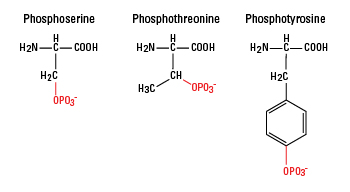 Phosphoserine Phosphothreonine Phosphotyrosine
H H H
H2N C COOH H2N C COOH H2N C COOH
H2C CH H2C
H3C OPO3-
OPO3-
OPO3-